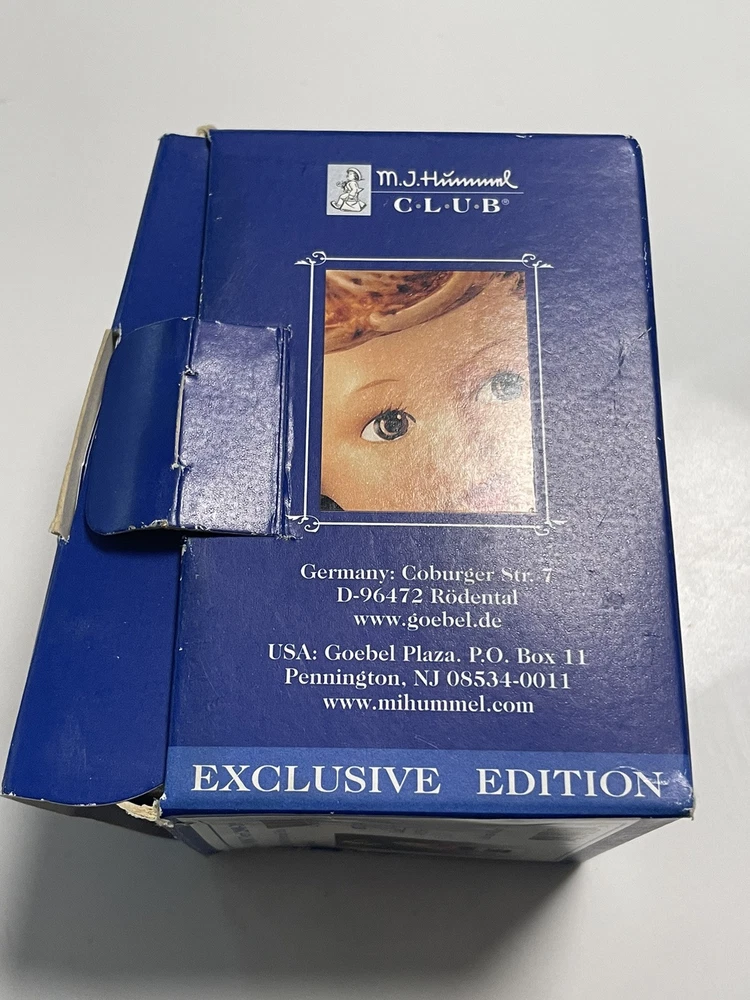 M.J.Hummel
C·L·U·B®
Germany: Coburger Str. 7
D-96472 Rödental
www.goebel.de
USA: Goebel Plaza. P.O. Box 11
Pennington, NJ 08534-0011
www.mihummel.com
EXCLUSIVE EDITION